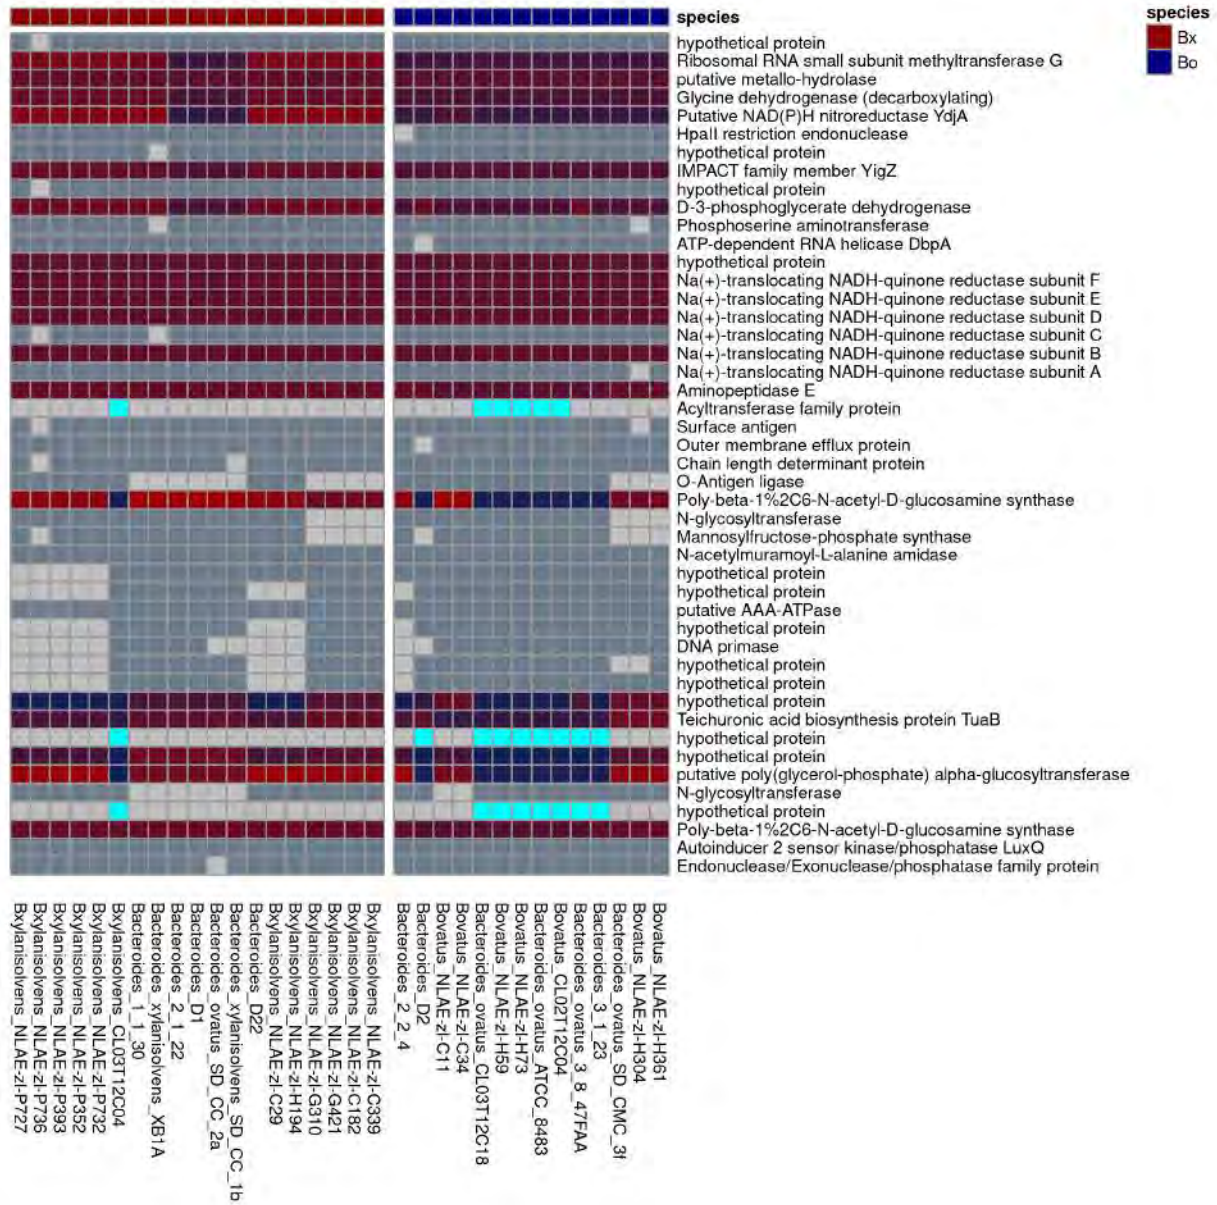 species
species
Bx
Bo
hypothetical protein
Ribosomal RNA small subunit methyltransferase G
putative metallo-hydrolase
Glycine dehydrogenase (decarboxylating)
Putative NAD(P)H nitroreductase YdjA
HpaII restriction endonuclease
hypothetical protein
IMPACT family member YigZ
hypothetical protein
D-3-phosphoglycerate dehydrogenase
Phosphoserine aminotransferase
ATP-dependent RNA helicase DbpA
hypothetical protein
Na(+)-translocating NADH-quinone reductase subunit F
Na(+)-translocating NADH-quinone reductase subunit E
Na(+)-translocating NADH-quinone reductase subunit D
Na(+)-translocating NADH-quinone reductase subunit C
Na(+)-translocating NADH-quinone reductase subunit B
Na(+)-translocating NADH-quinone reductase subunit A
Aminopeptidase E
Acyltransferase family protein
Surface antigen
Outer membrane efflux protein
Chain length determinant protein
O-Antigen ligase
Poly-beta-1%2C6-N-acetyl-D-glucosamine synthase
N-glycosyltransferase
Mannosylfructose-phosphate synthase
N-acetylmuramoyl-L-alanine amidase
hypothetical protein
hypothetical protein
putative AAA-ATPase
hypothetical protein
DNA primase
hypothetical protein
hypothetical protein
hypothetical protein
Teichuronic acid biosynthesis protein TuaB
hypothetical protein
hypothetical protein
putative poly(glycerol-phosphate) alpha-glucosyltransferase
N-glycosyltransferase
hypothetical protein
Poly-beta-1%2C6-N-acetyl-D-glucosamine synthase
Autoinducer 2 sensor kinase/phosphatase LuxQ
Endonuclease/Exonuclease/phosphatase family protein
Bxylanisolvens_NLAE-zl-P727
Bxylanisolvens_NLAE-zl-P736
Bxylanisolvens_NLAE-zl-P393
Bxylanisolvens_NLAE-zl-P352
Bxylanisolvens_NLAE-zl-P732
Bxylanisolvens_CL03T12C04
Bacteroides_1_1_30
Bacteroides_xylanisolvens_XB1A
Bacteroides_2_1_22
Bacteroides_D1
Bacteroides_ovatus_SD_CC_2a
Bacteroides_xylanisolvens_SD_CC_1b
Bacteroides_D22
Bxylanisolvens_NLAE-zl-C29
Bxylanisolvens_NLAE-zl-H194
Bxylanisolvens_NLAE-zl-G310
Bxylanisolvens_NLAE-zl-G421
Bxylanisolvens_NLAE-zl-C182
Bxylanisolvens_NLAE-zl-C339
Bacteroides_2_2_4
Bacteroides_D2
Bovatus_NLAE-zl-C11
Bovatus_NLAE-zl-C34
Bacteroides_ovatus_CL03T12C18
Bovatus_NLAE-zl-H59
Bovatus_NLAE-zl-H73
Bacteroides_ovatus_ATCC_8483
Bovatus_CL02T12C04
Bacteroides_ovatus_3_8_47FAA
Bacteroides_3_1_23
Bacteroides_ovatus_SD_CMC_3f
Bovatus_NLAE-zl-H304
Bovatus_NLAE-zl-H361